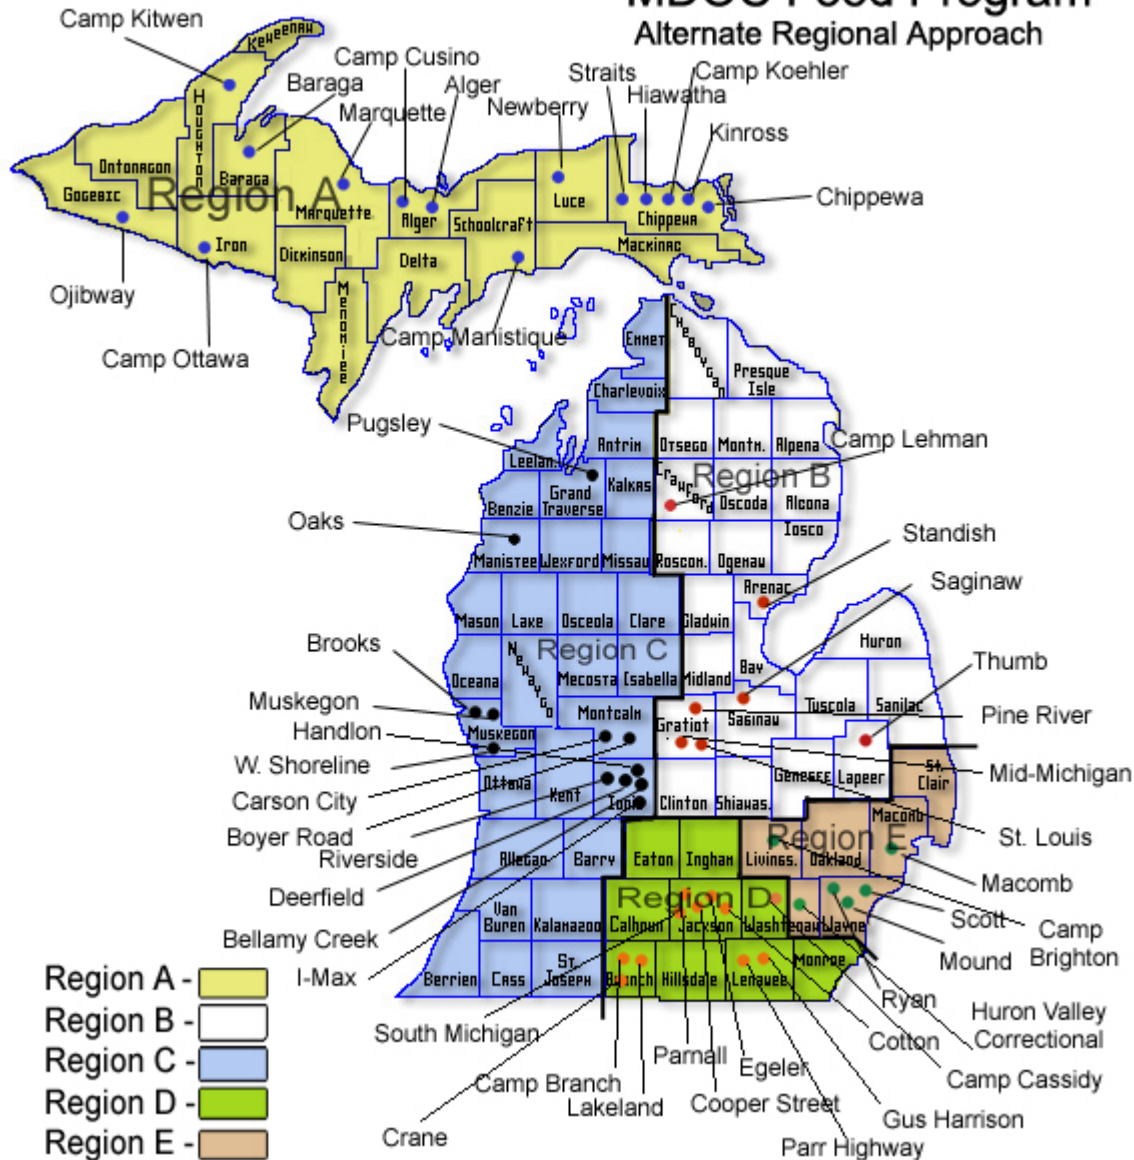 MDOC Food Program
Alternate Regional Approach
Camp Kitwen
Camp Cusino
Baraga
Alger
Marquette
Newberry
Straits
Camp Koehler
Hiawatha
Kinross
Chippewa
Ojibway
Camp Ottawa
Camp Manistique
Region A
Keweenaw
Houghton
Ontonagon
Gogebic
Baraga
Marquette
Iron
Dickinson
Menomiee
Alger
Delta
Schoolcraft
Luce
Chippewa
Mackinac
Emmet
Cheboygan
Presque
Isle
Charlevoix
Pugsley
Antrim
Otsego
Montm.
Alpena
Camp Lehman
Leelan.
Region B
Kalkas
Crawford
Oscoda
Alcona
Benzie
Grand
Traverse
Iosco
Oaks
Standish
Manistee
Wexford
Missau
Roscom.
Ogemaw
Arenac
Saginaw
Mason
Lake
Osceola
Clare
Gladwin
Huron
Brooks
Newaygo
Region C
Bay
Thumb
Oceana
Mecosta
Isabella
Midland
Muskegon
Montcalm
Tuscola
Sanilac
Pine River
Handlon
Muskegon
Gratiot
Saginaw
W. Shoreline
Mid-Michigan
Ottawa
Kent
Ionia
Clinton
Shiawas.
Genesee
Lapeer
St.
Clair
Carson City
Macomb
Boyer Road
Region E
St. Louis
Riverside
Allegan
Barry
Eaton
Ingham
Livings.
Oakland
Macomb
Deerfield
Region D
Scott
Van
Buren
Kalamazoo
Calhoun
Jackson
Washtenaw
Wayne
Camp
Brighton
Bellamy Creek
Mound
I-Max
Berrien
Cass
St.
Joseph
Branch
Hillsdale
Lenawee
Monroe
Ryan
Huron Valley
Correctional
South Michigan
Cotton
Parnall
Egeler
Camp Cassidy
Camp Branch
Lakeland
Cooper Street
Gus Harrison
Crane
Parr Highway
Region A -
Region B -
Region C -
Region D -
Region E -